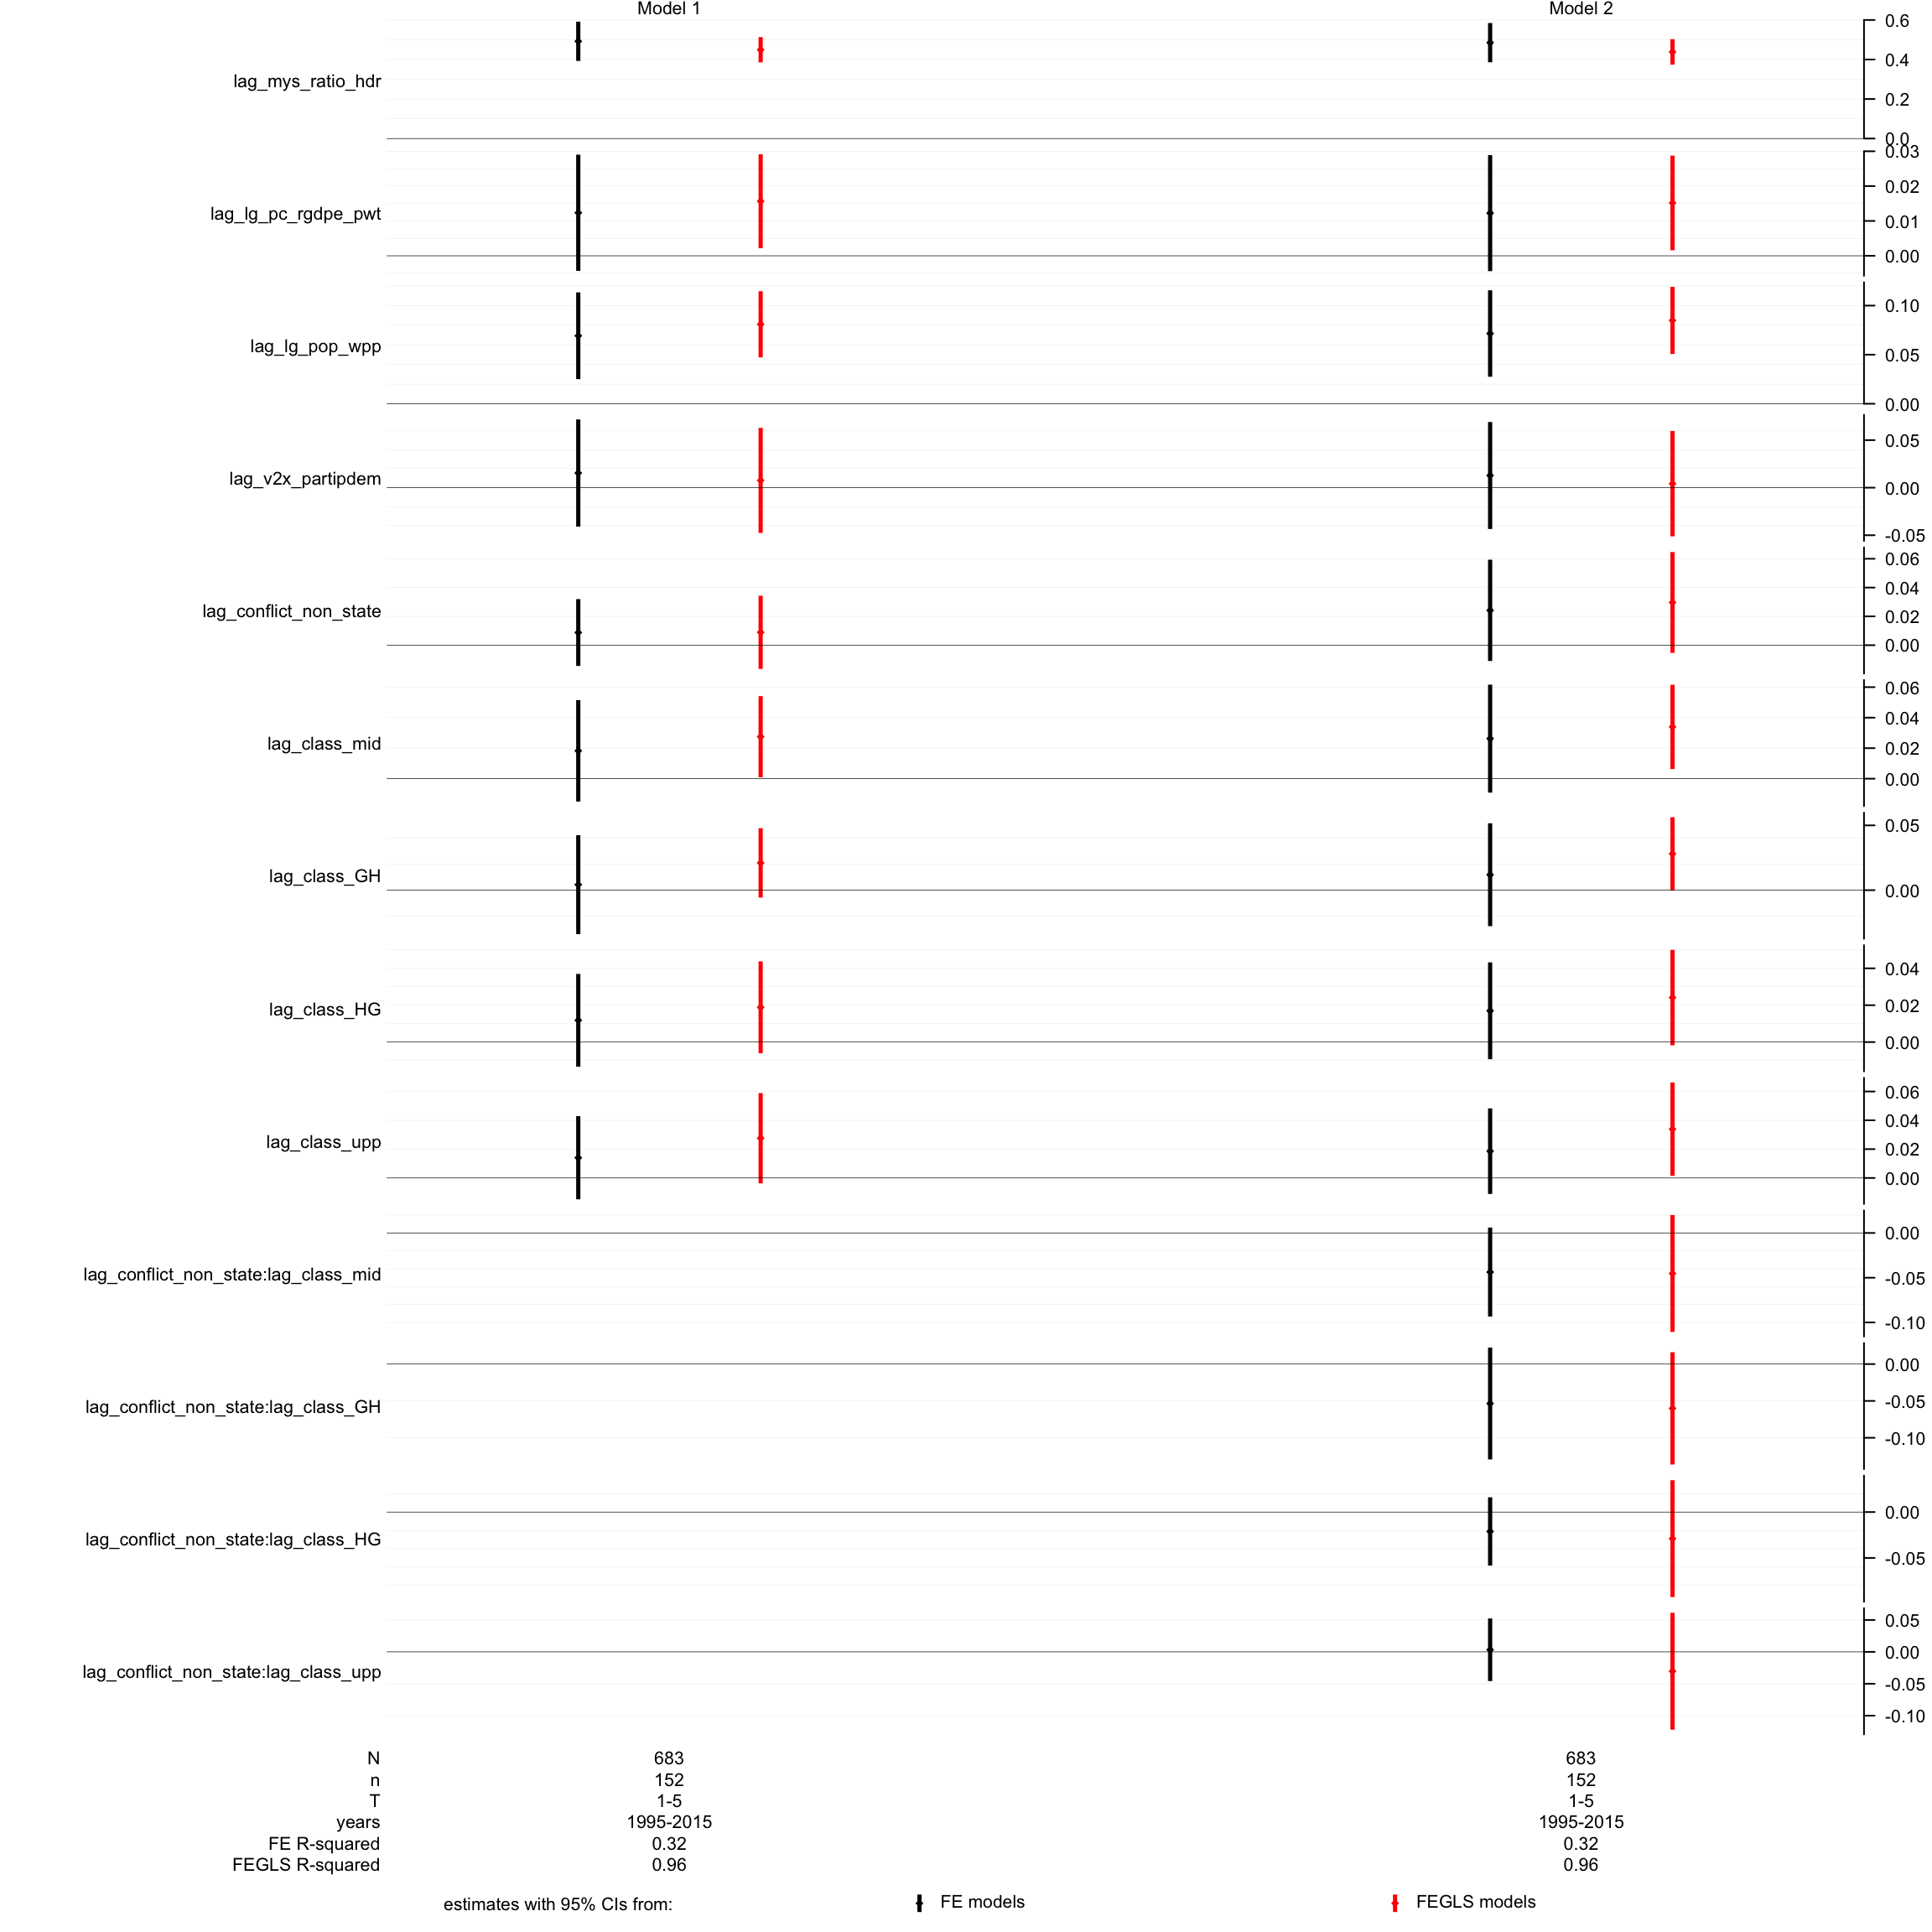 Model 1 Model 2
lag_mys_ratio_hdr
0.6
0.4
0.2
0.0
lag_lg_pc_rgdpe_pwt
0.03
0.02
0.01
0.00
lag_lg_pop_wpp
0.10
0.05
0.00
lag_v2x_partipdem
0.05
0.00
-0.05
lag_conflict_non_state
0.06
0.04
0.02
0.00
lag_class_mid
0.06
0.04
0.02
0.00
lag_class_GH
0.05
0.00
lag_class_HG
0.04
0.02
0.00
lag_class_upp
0.06
0.04
0.02
0.00
lag_conflict_non_state:lag_class_mid
0.00
-0.05
-0.10
lag_conflict_non_state:lag_class_GH
0.00
-0.05
-0.10
lag_conflict_non_state:lag_class_HG
0.00
-0.05
lag_conflict_non_state:lag_class_upp
0.05
0.00
-0.05
-0.10
N 683 683
n 152 152
T 1-5 1-5
years 1995-2015 1995-2015
FE R-squared 0.32 0.32
FEGLS R-squared 0.96 0.96
estimates with 95% CIs from: FE models FEGLS models